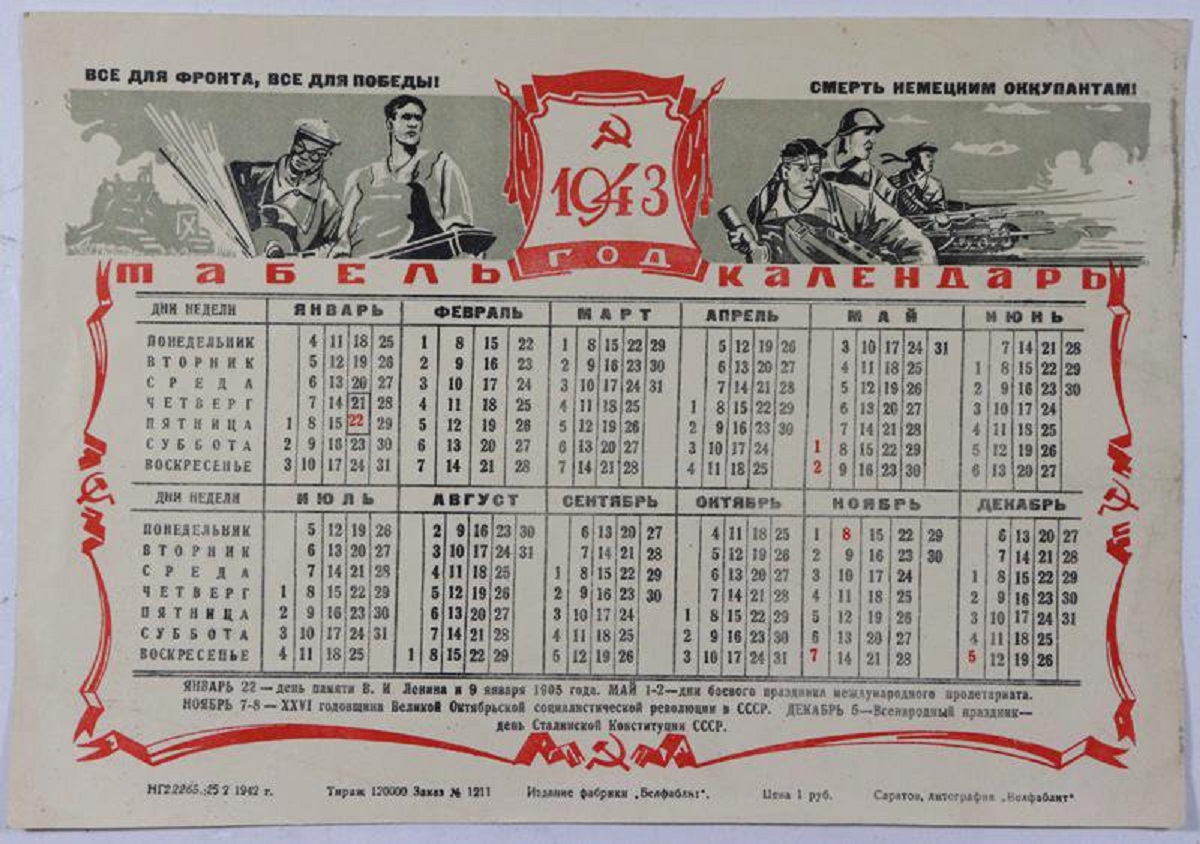 ВСЕ ДЛЯ ФРОНТА, ВСЕ ДЛЯ ПОБЕДЫ!
СМЕРТЬ НЕМЕЦКИМ ОККУПАНТАМ!
1943
ГОД
ТАБЕЛЬ КАЛЕНДАРЬ
ДНИ НЕДЕЛИ ЯНВАРЬ ФЕВРАЛЬ МАРТ АПРЕЛЬ МАЙ ИЮНЬ
ПОНЕДЕЛЬНИК 4 11 18 25 1 8 15 22 1 8 15 22 29 5 12 19 26 3 10 17 24 31 7 14 21 28
ВТОРНИК 5 12 19 26 2 9 16 23 2 9 16 23 30 6 13 20 27 4 11 18 25 1 8 15 22 29
СРЕДА 6 13 20 27 3 10 17 24 3 10 17 24 31 7 14 21 28 5 12 19 26 2 9 16 23 30
ЧЕТВЕРГ 7 14 21 28 4 11 18 25 4 11 18 25 1 8 15 22 29 6 13 20 27 3 10 17 24
ПЯТНИЦА 1 8 15 22 29 5 12 19 26 5 12 19 26 2 9 16 23 30 7 14 21 28 4 11 18 25
СУББОТА 2 9 16 23 30 6 13 20 27 6 13 20 27 3 10 17 24 1 8 15 22 29 5 12 19 26
ВОСКРЕСЕНЬЕ 3 10 17 24 31 7 14 21 28 7 14 21 28 4 11 18 25 2 9 16 23 30 6 13 20 27
ДНИ НЕДЕЛИ ИЮЛЬ АВГУСТ СЕНТЯБРЬ ОКТЯБРЬ НОЯБРЬ ДЕКАБРЬ
ПОНЕДЕЛЬНИК 5 12 19 26 2 9 16 23 30 6 13 20 27 4 11 18 25 1 8 15 22 29 6 13 20 27
ВТОРНИК 6 13 20 27 3 10 17 24 31 7 14 21 28 5 12 19 26 2 9 16 23 30 7 14 21 28
СРЕДА 7 14 21 28 4 11 18 25 1 8 15 22 29 6 13 20 27 3 10 17 24 1 8 15 22 29
ЧЕТВЕРГ 1 8 15 22 29 5 12 19 26 2 9 16 23 30 7 14 21 28 4 11 18 25 2 9 16 23 30
ПЯТНИЦА 2 9 16 23 30 6 13 20 27 3 10 17 24 1 8 15 22 29 5 12 19 26 3 10 17 24 31
СУББОТА 3 10 17 24 31 7 14 21 28 4 11 18 25 2 9 16 23 30 6 13 20 27 4 11 18 25
ВОСКРЕСЕНЬЕ 4 11 18 25 1 8 15 22 29 5 12 19 26 3 10 17 24 31 7 14 21 28 5 12 19 26
ЯНВАРЬ 22 — день памяти В. И Ленина и 9 января 1905 года. МАЙ 1-2—дни боевого праздника международного пролетариата.
НОЯБРЬ 7-8 — XXVI годовщина Великой Октябрьской социалистической революции в СССР. ДЕКАБРЬ 5—Всенародный праздник—
день Сталинской Конституции СССР.
1942 г. Тираж 120000 Заказ № 1211 Издание фабрики „Белфаблит“. Цена 1 руб. Саратов, литография „Белфаблит“